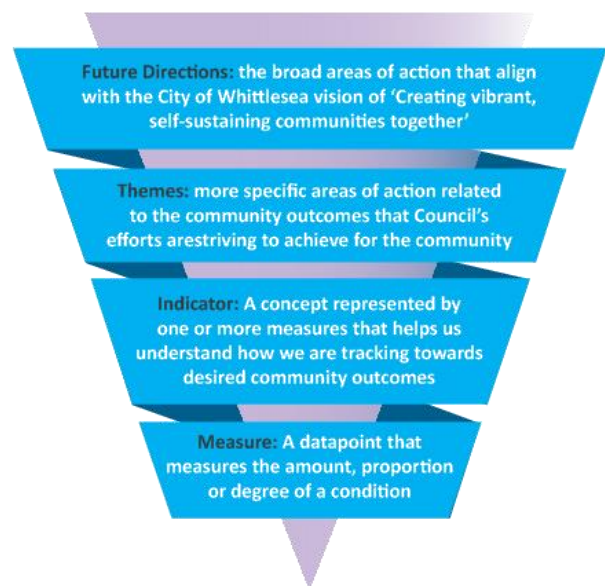 Future Directions: the broad areas of action that align
with the City of Whittlesea vision of ‘Creating vibrant,
self-sustaining communities together’
Themes: more specific areas of action related
to the community outcomes that Council’s
efforts arestriving to achieve for the community
Indicator: A concept represented by
one or more measures that helps us
understand how we are tracking towards
desired community outcomes
Measure: A datapoint that
measures the amount, proportion
or degree of a condition